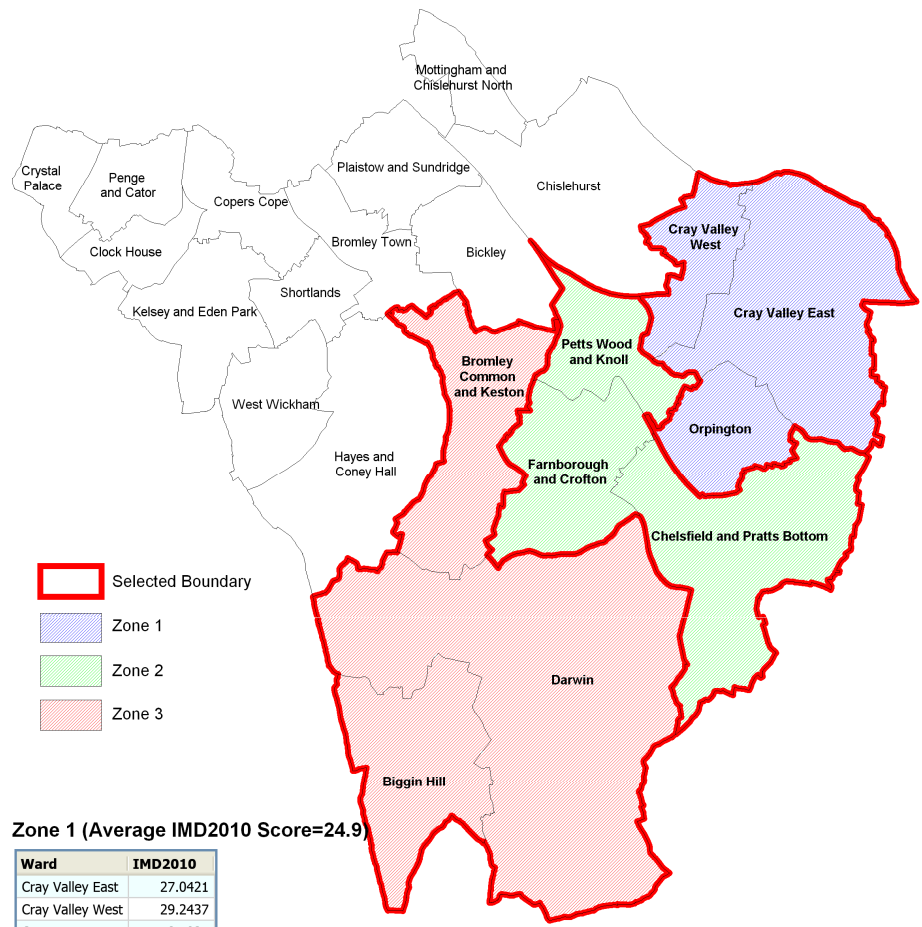 Mottingham and
Chislehurst North
Crystal
Palace
Penge
and Cator
Plaistow and Sundridge
Chislehurst
Copers Cope
Cray Valley
West
Clock House
Bromley Town
Bickley
Shortlands
Kelsey and Eden Park
Cray Valley East
Petts Wood
and Knoll
Bromley
Common
and Keston
West Wickham
Orpington
Hayes and
Coney Hall
Farnborough
and Crofton
Chelsfield and Pratts Bottom
Selected Boundary
Zone 1
Zone 2
Zone 3
Darwin
Biggin Hill
Zone 1 (Average IMD2010 Score=24.9)
Ward IMD2010
Cray Valley East 27.0421
Cray Valley West 29.2437